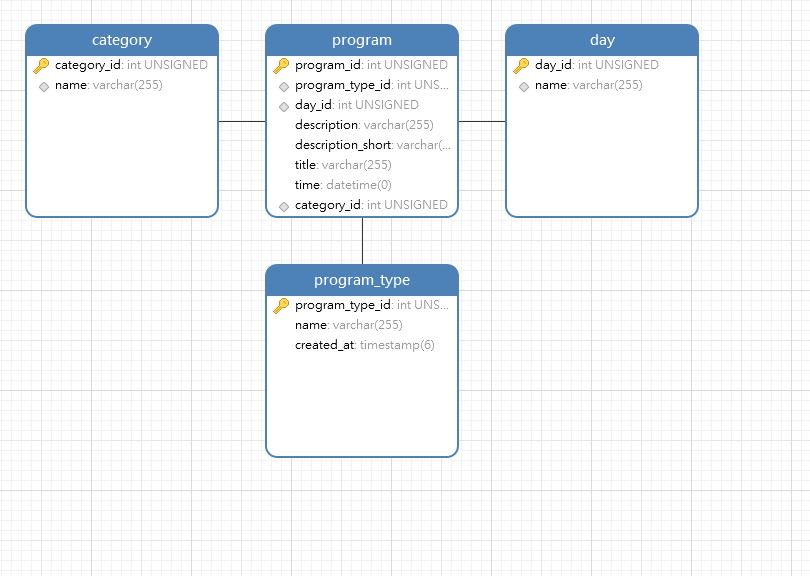 category
category_id: int UNSIGNED
name: varchar(255)
program
program_id: int UNSIGNED
program_type_id: int UNS...
day_id: int UNSIGNED
description: varchar(255)
description_short: varchar(...
title: varchar(255)
time: datetime(0)
category_id: int UNSIGNED
day
day_id: int UNSIGNED
name: varchar(255)
program_type
program_type_id: int UNS...
name: varchar(255)
created_at: timestamp(6)